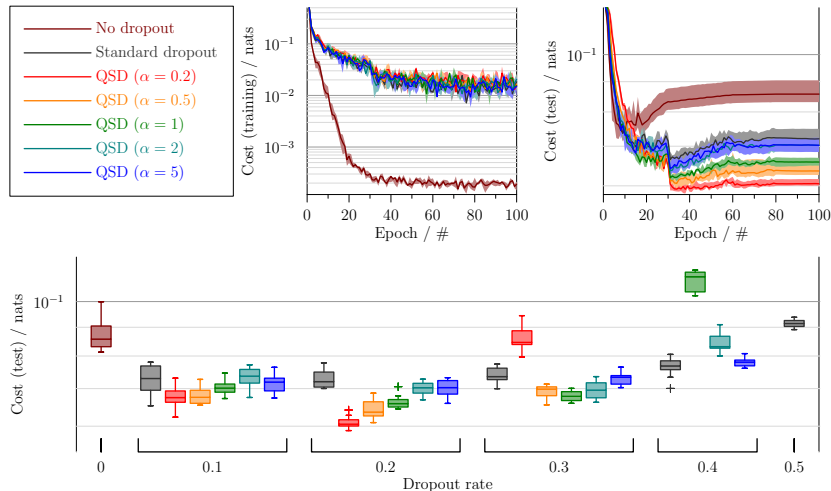 No dropout
Standard dropout
QSD (α = 0.2)
QSD (α = 0.5)
QSD (α = 1)
QSD (α = 2)
QSD (α = 5)
Cost (training) / nats
10⁻¹
10⁻²
10⁻³
0 20 40 60 80 100
Epoch / #
Cost (test) / nats
10⁻¹
0 20 40 60 80 100
Epoch / #
Cost (test) / nats
10⁻¹
0 0.1 0.2 0.3 0.4 0.5
Dropout rate